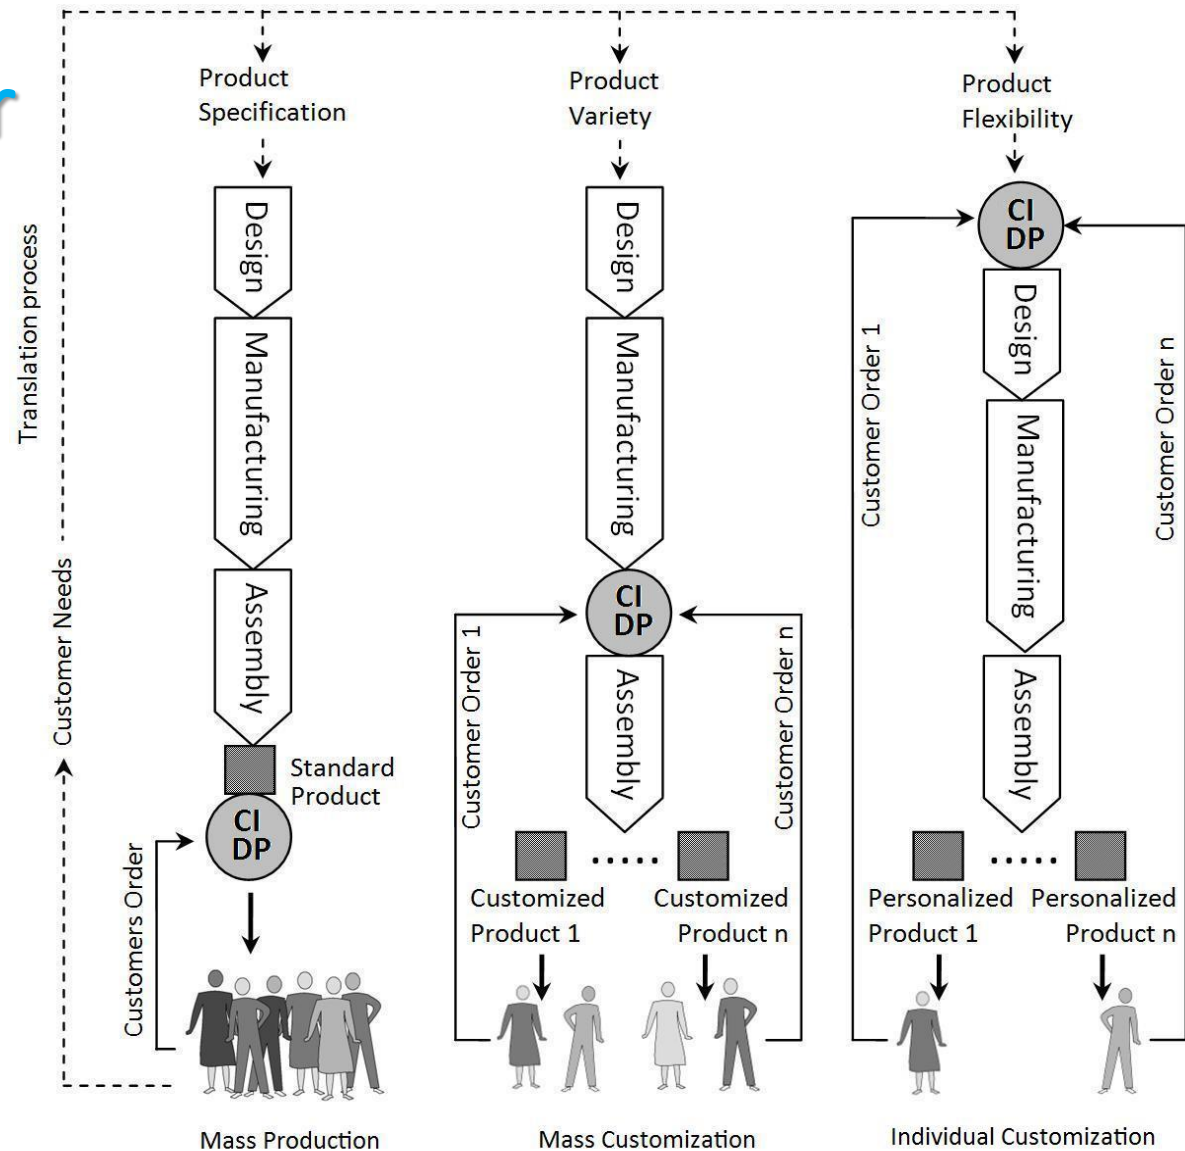 Product
Specification
Product
Variety
Product
Flexibility
Translation process
Customer Needs
Design
Manufacturing
Assembly
Standard
Product
CI
DP
Customers Order
Mass Production
Design
Manufacturing
CI
DP
Customer Order 1
Customer Order n
Assembly
Customized
Product 1
Customized
Product n
Mass Customization
CI
DP
Customer Order 1
Customer Order n
Design
Manufacturing
Assembly
Personalized
Product 1
Personalized
Product n
Individual Customization